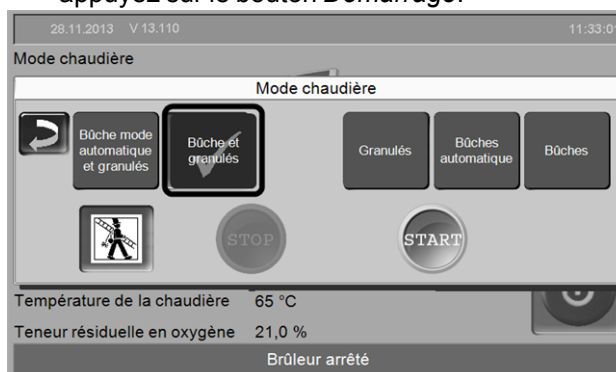 appuyez sur le bouton Démarrage.
28.11.2013 V 13.110 11:33:01
Mode chaudière
Mode chaudière
Bûche mode automatique et granulés
Bûche et granulés
Granulés
Bûches automatique
Bûches
STOP
START
Température de la chaudière 65 °C
Teneur résiduelle en oxygène 21,0 %
Brûleur arrêté